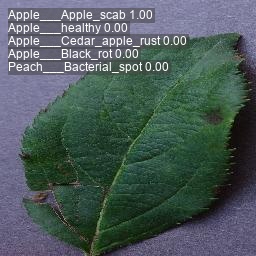 Apple___Apple_scab 1.00
Apple___healthy 0.00
Apple___Cedar_apple_rust 0.00
Apple___Black_rot 0.00
Peach___Bacterial_spot 0.00